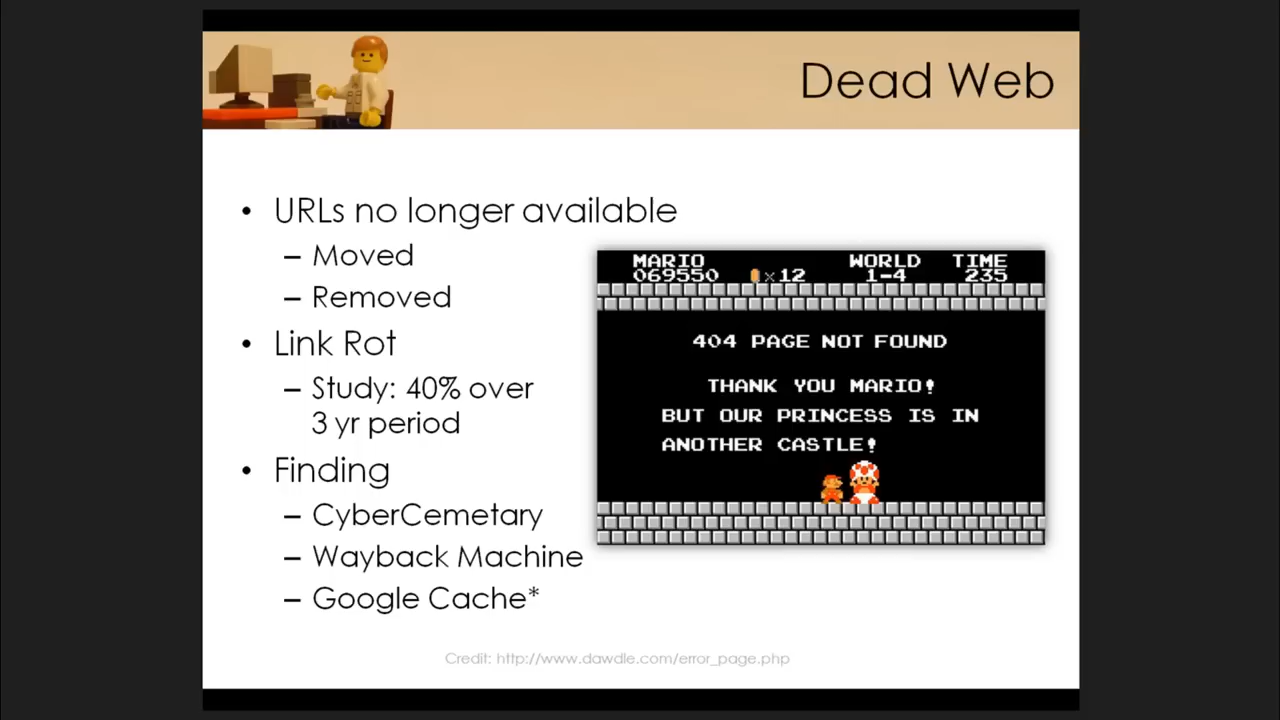 Dead Web
• URLs no longer available
– Moved
– Removed
• Link Rot
– Study: 40% over
3 yr period
• Finding
– CyberCemetary
– Wayback Machine
– Google Cache*
MARIO WORLD TIME
069550 ×12 1-4 235
404 PAGE NOT FOUND
THANK YOU MARIO!
BUT OUR PRINCESS IS IN
ANOTHER CASTLE!
Credit: http://www.dawdle.com/error_page.php